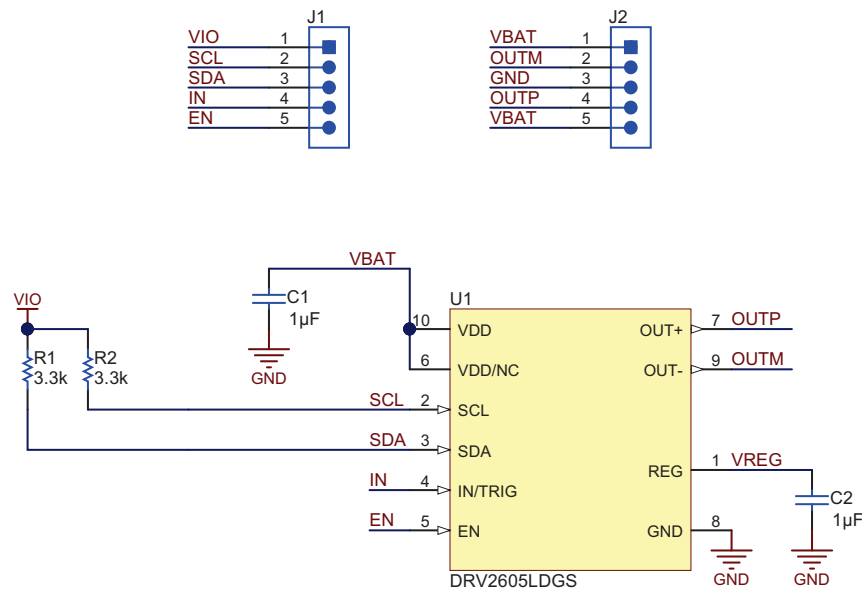 J1
VIO 1
SCL 2
SDA 3
IN 4
EN 5
J2
VBAT 1
OUTM 2
GND 3
OUTP 4
VBAT 5
VBAT
C1
1µF
GND
VIO
R1
3.3k
R2
3.3k
U1
10 VDD
6 VDD/NC
SCL 2 SCL
SDA 3 SDA
IN 4 IN/TRIG
EN 5 EN
OUT+ 7 OUTP
OUT- 9 OUTM
REG 1 VREG
GND 8
C2
1µF
GND
GND
DRV2605LDGS